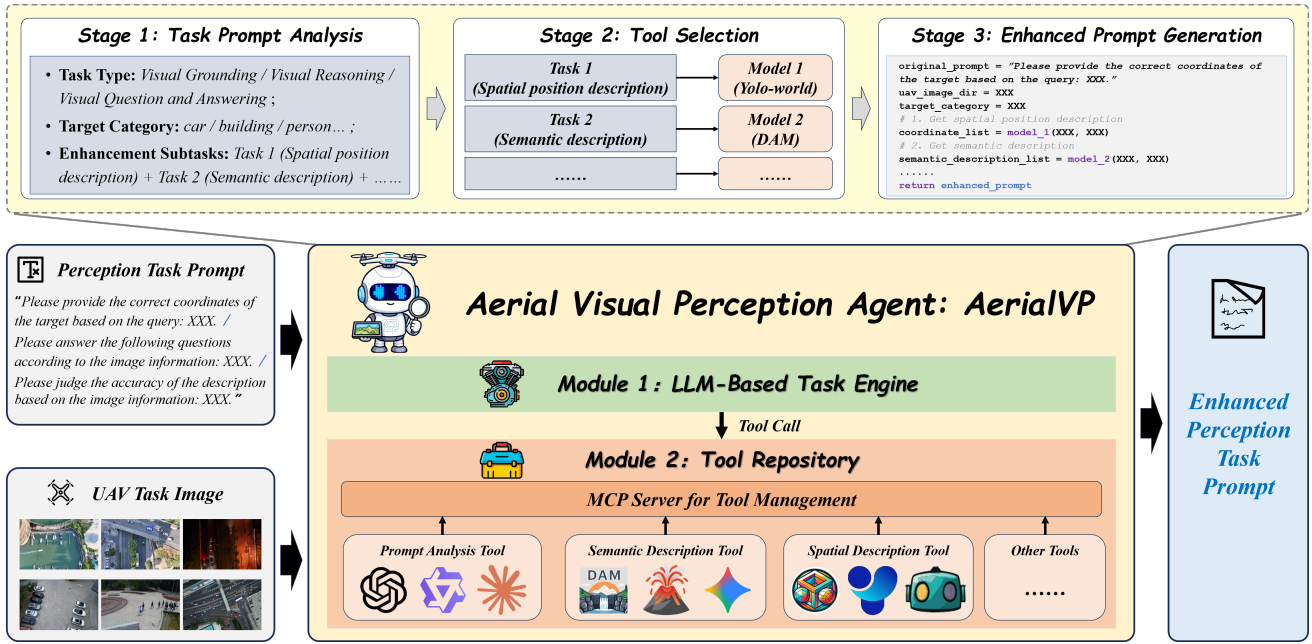 Stage 1: Task Prompt Analysis
• Task Type: Visual Grounding / Visual Reasoning /
Visual Question and Answering ;
• Target Category: car / building / person… ;
• Enhancement Subtasks: Task 1 (Spatial position
description) + Task 2 (Semantic description) + ……
Stage 2: Tool Selection
Task 1
(Spatial position description)
Model 1
(Yolo-world)
Task 2
(Semantic description)
Model 2
(DAM)
……
……
Stage 3: Enhanced Prompt Generation
original_prompt = "Please provide the correct coordinates of
the target based on the query: XXX."
uav_image_dir = XXX
target_category = XXX
# 1. Get spatial position description
coordinate_list = model_1(XXX, XXX)
# 2. Get semantic description
semantic_description_list = model_2(XXX, XXX)
......
return enhanced_prompt
Perception Task Prompt
“Please provide the correct coordinates of
the target based on the query: XXX. /
Please answer the following questions
according to the image information: XXX. /
Please judge the accuracy of the description
based on the image information: XXX.”
UAV Task Image
Aerial Visual Perception Agent: AerialVP
Module 1: LLM-Based Task Engine
Tool Call
Module 2: Tool Repository
MCP Server for Tool Management
Prompt Analysis Tool
Semantic Description Tool
DAM
Spatial Description Tool
Other Tools
……
Enhanced
Perception
Task
Prompt